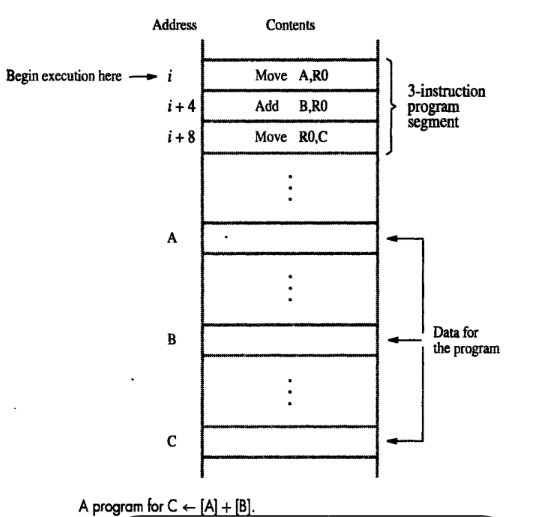 Address Contents
Begin execution here i Move A,R0
i + 4 Add B,R0
i + 8 Move R0,C
3-instruction
program
segment
A
B
Data for
the program
C
A program for C ← [A] + [B].